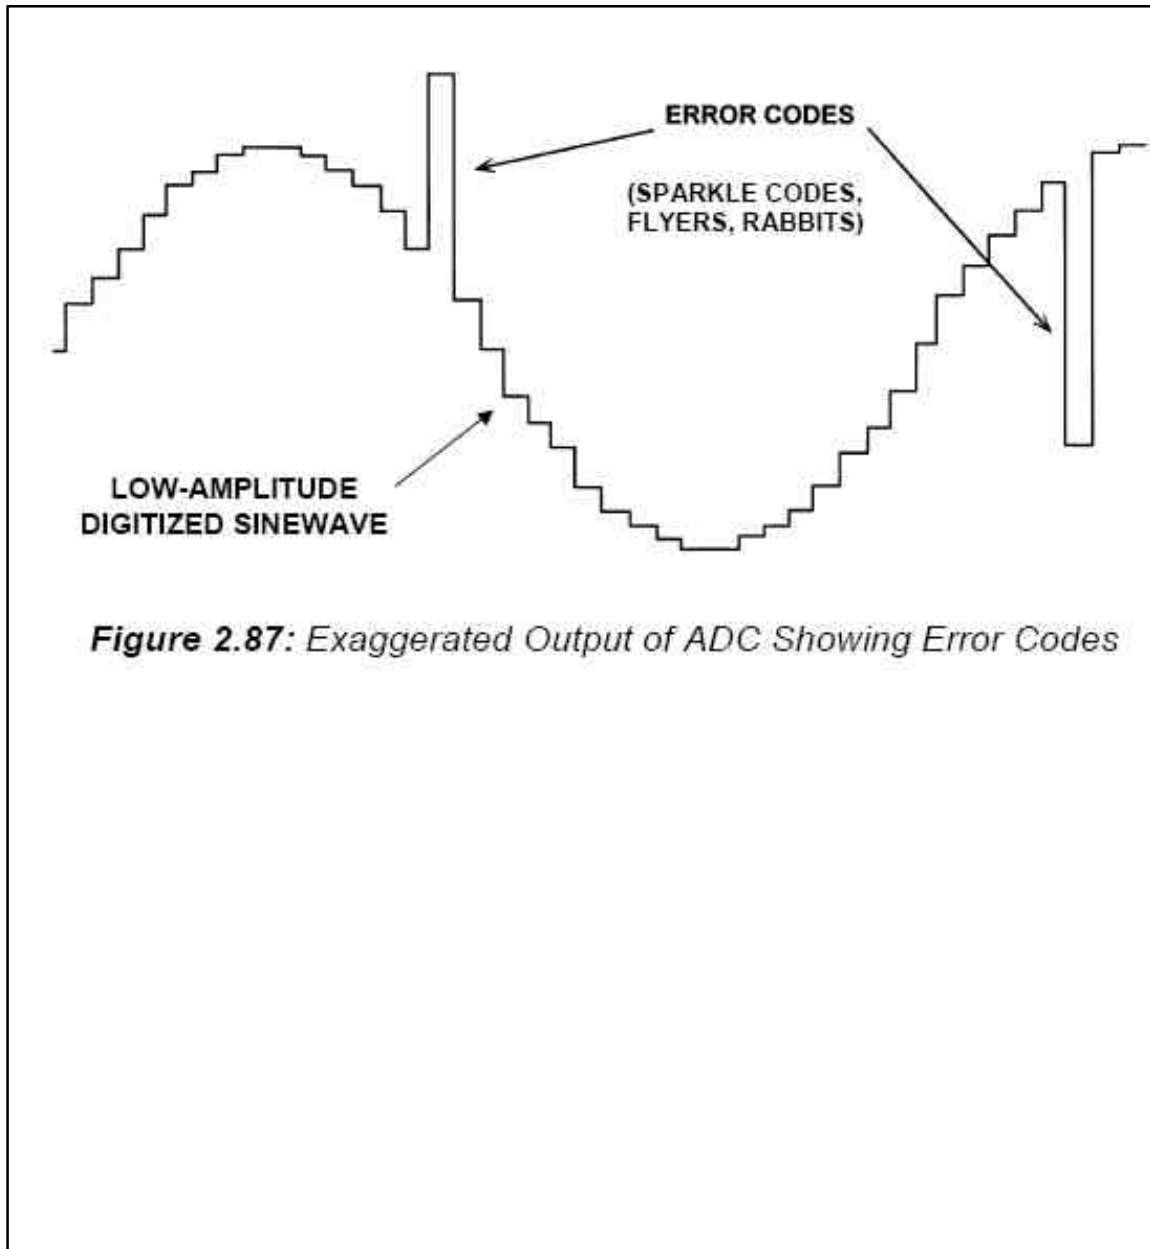 ERROR CODES
(SPARKLE CODES,
FLYERS, RABBITS)
LOW-AMPLITUDE
DIGITIZED SINEWAVE
Figure 2.87: Exaggerated Output of ADC Showing Error Codes